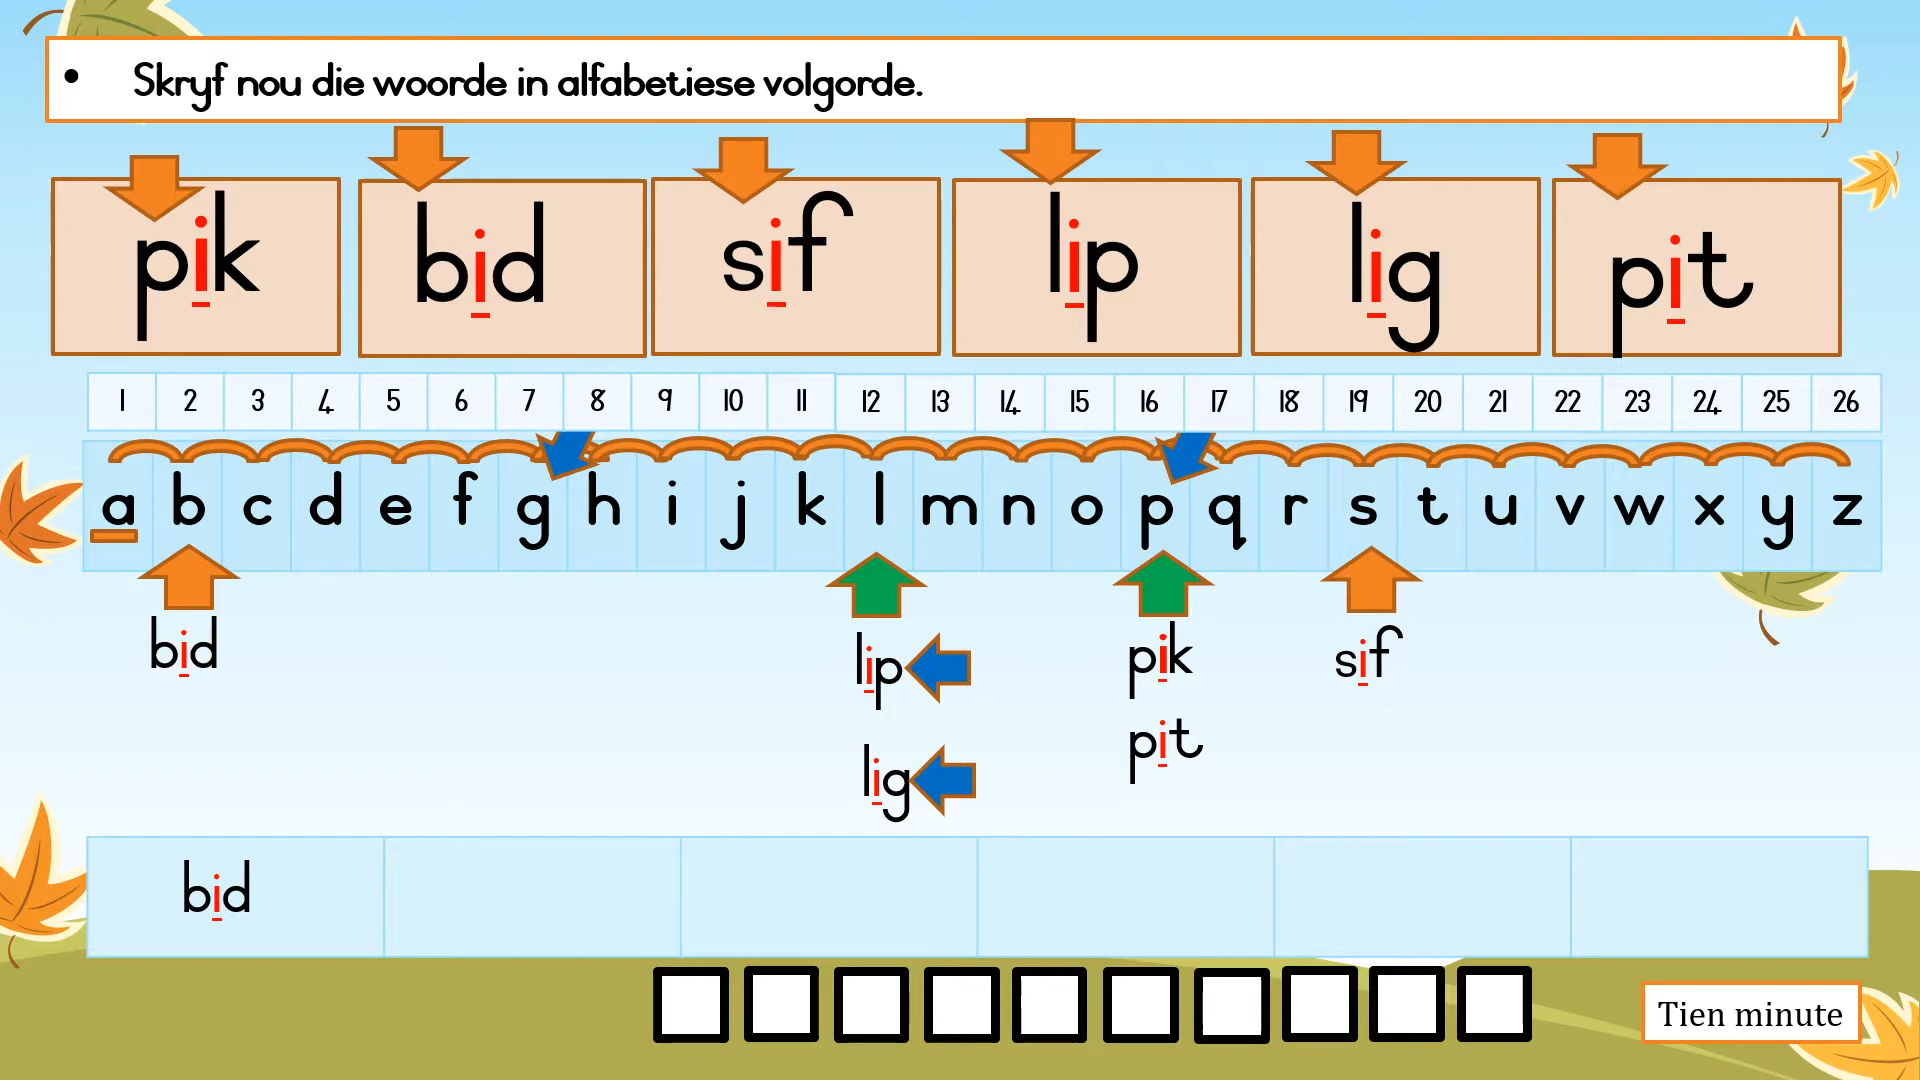 • Skryf nou die woorde in alfabetiese volgorde.
pik bid sif lip lig pit
1 2 3 4 5 6 7 8 9 10 11 12 13 14 15 16 17 18 19 20 21 22 23 24 25 26
a b c d e f g h i j k l m n o p q r s t u v w x y z
bid lip pik sif
lig pit
bid
Tien minute